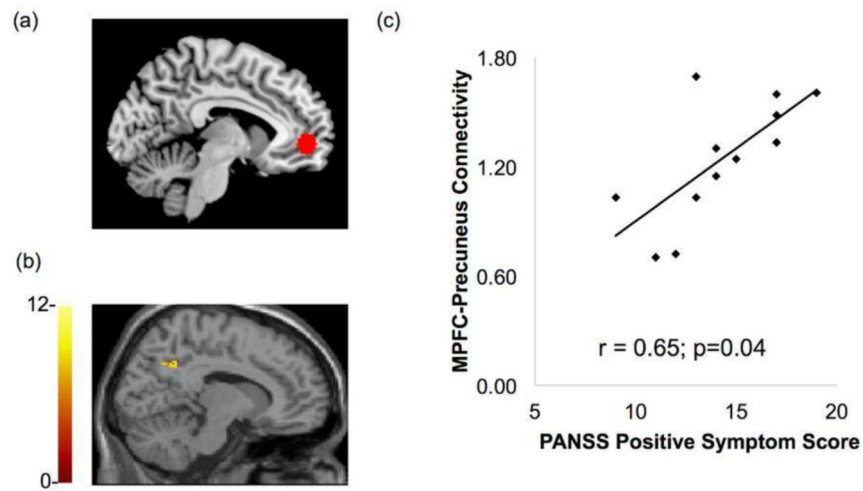 (a)
(b)
12-
0-
(c)
MPFC-Precuneus Connectivity
1.80
1.20
0.60
0.00
r = 0.65; p=0.04
5
10
15
20
PANSS Positive Symptom Score